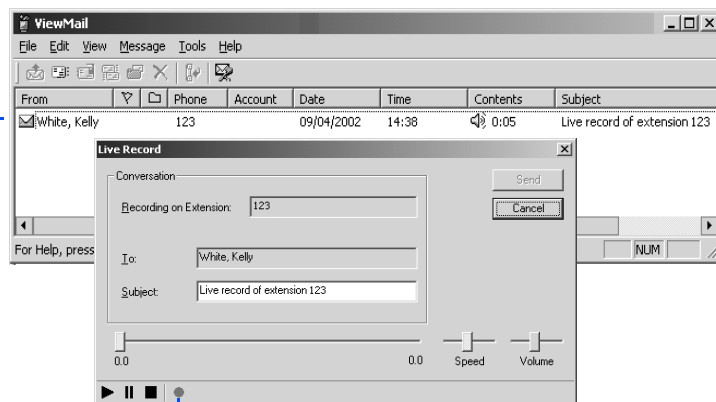 ViewMail
File Edit View Message Tools Help
From Phone Account Date Time Contents Subject
White, Kelly 123 09/04/2002 14:38 0:05 Live record of extension 123
Live Record
Conversation
Send
Recording on Extension: 123
Cancel
For Help, press
NUM
To: White, Kelly
Subject: Live record of extension 123
0.0 0.0 Speed Volume